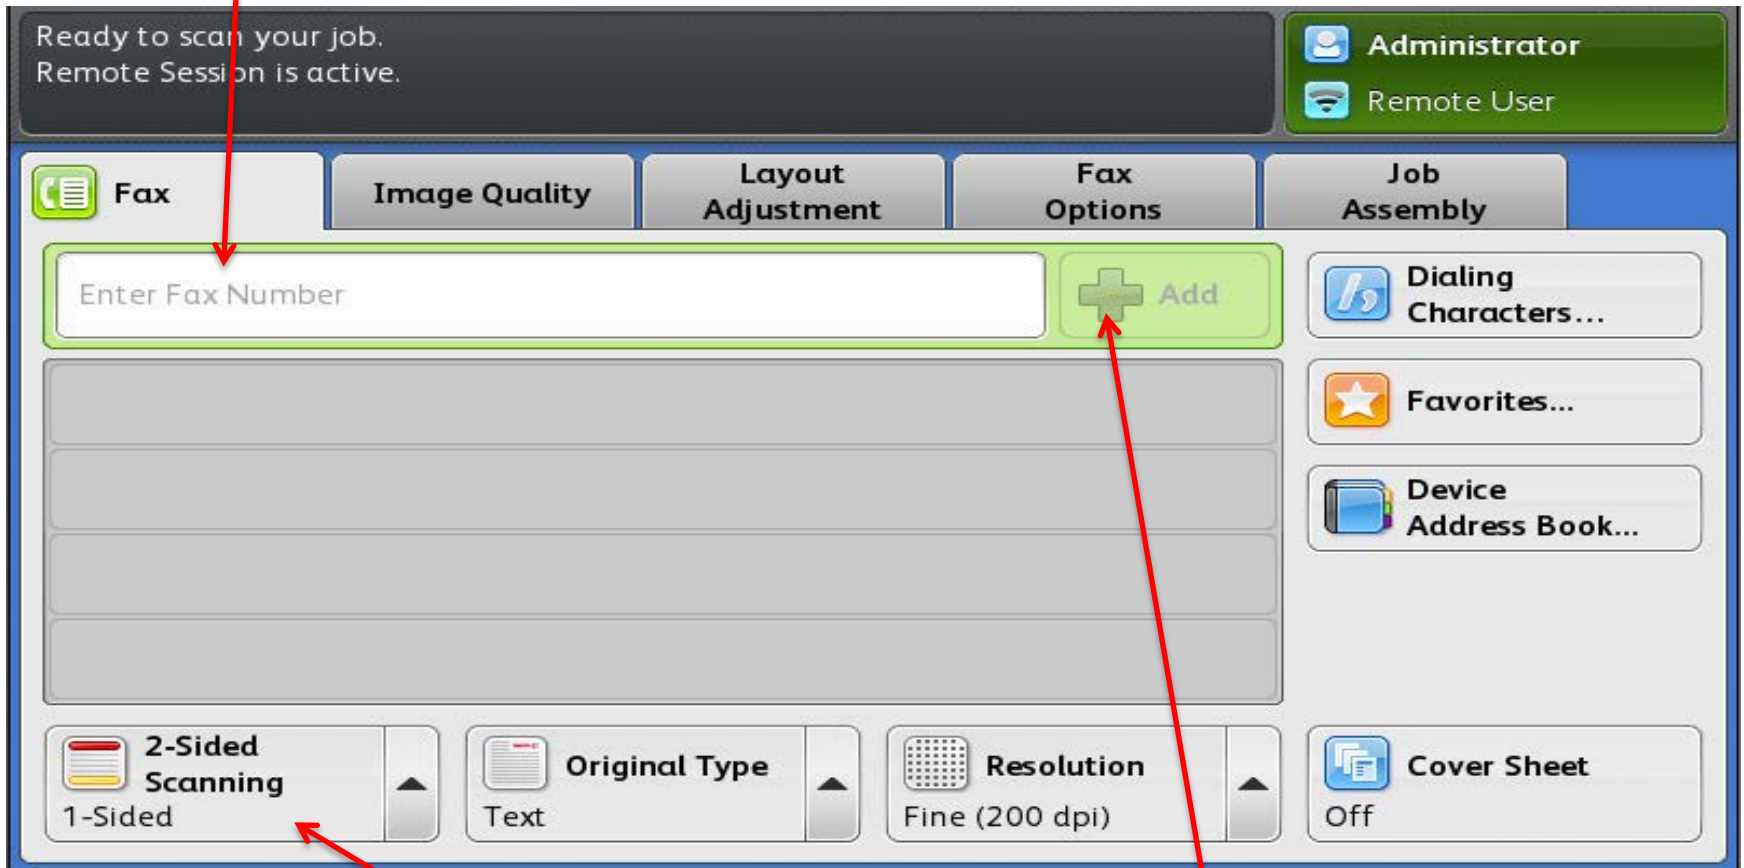 Ready to scan your job.
Remote Session is active.
Administrator
Remote User
Fax
Image Quality
Layout
Adjustment
Fax
Options
Job
Assembly
Enter Fax Number
Add
Dialing
Characters...
Favorites...
Device
Address Book...
2-Sided
Scanning
1-Sided
Original Type
Text
Resolution
Fine (200 dpi)
Cover Sheet
Off